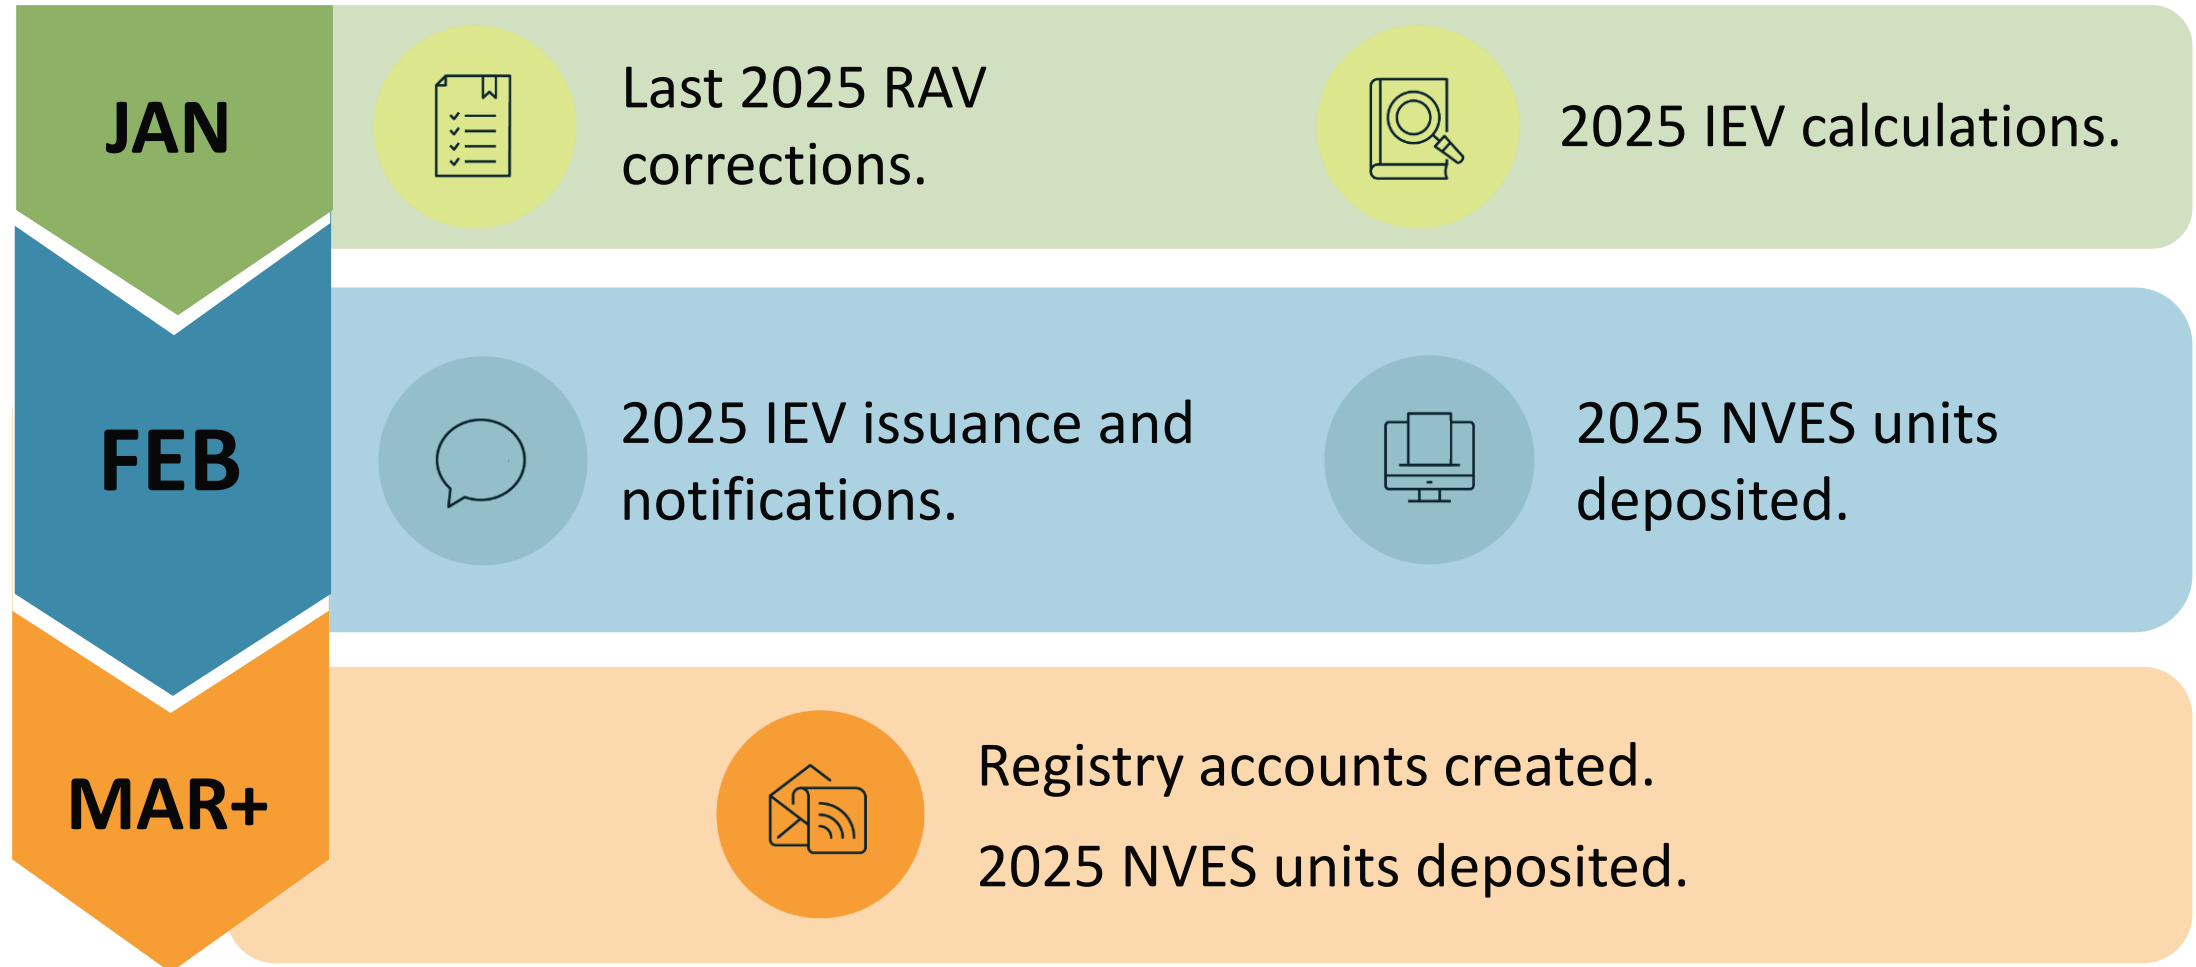 JAN
Last 2025 RAV
corrections.
2025 IEV calculations.
FEB
2025 IEV issuance and
notifications.
2025 NVES units
deposited.
MAR+
Registry accounts created.
2025 NVES units deposited.